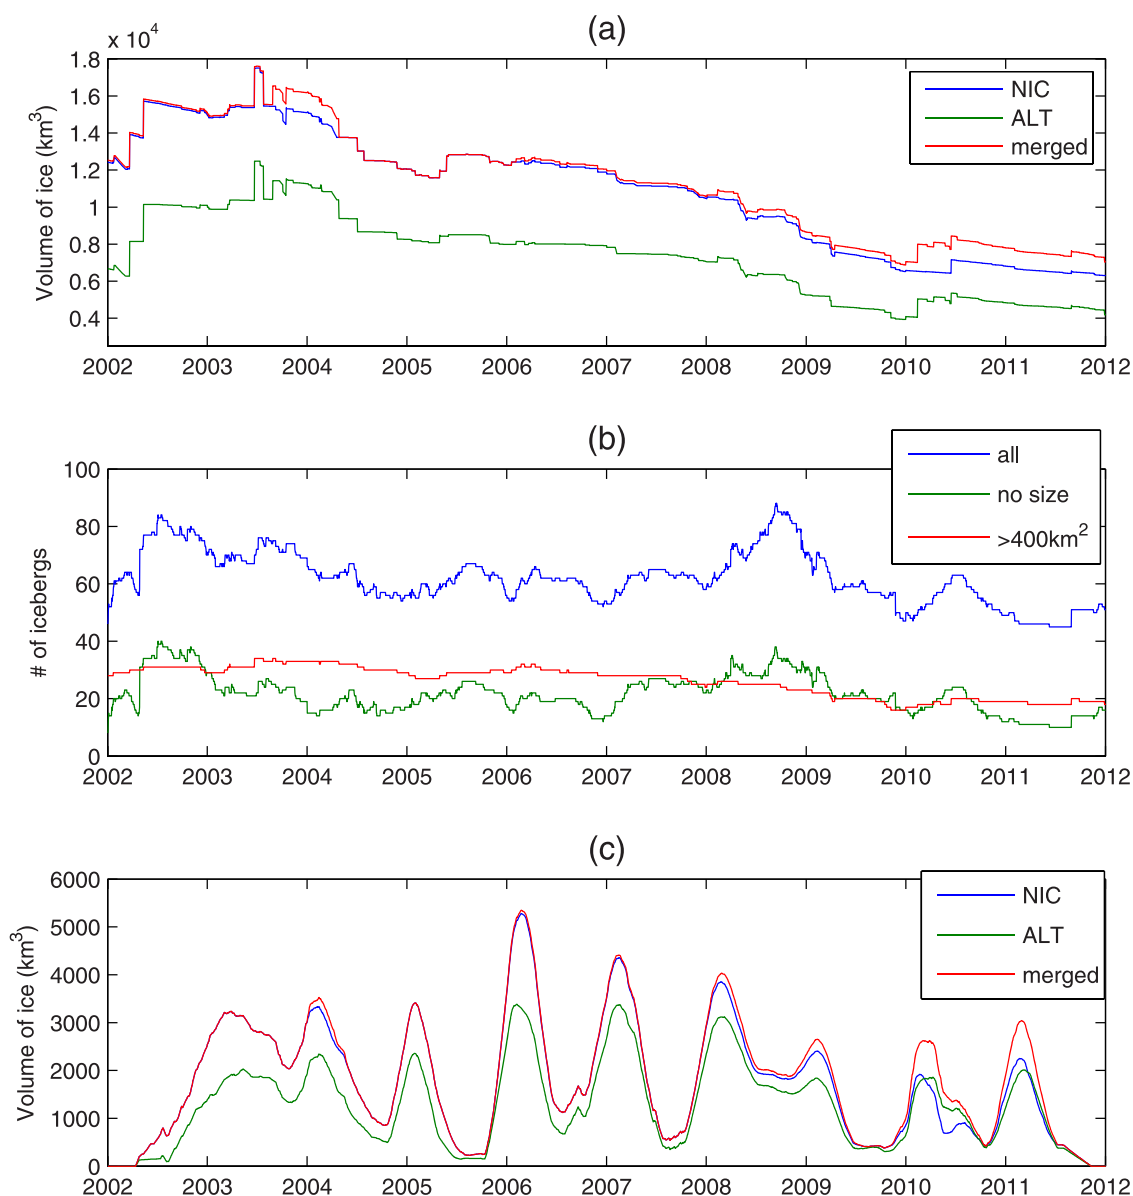 (a)
x 10^4
Volume of ice (km^3)
1.8
1.6
1.4
1.2
1
0.8
0.6
0.4
NIC
ALT
merged
2002 2003 2004 2005 2006 2007 2008 2009 2010 2011 2012
(b)
# of icebergs
100
80
60
40
20
0
all
no size
>400km^2
2002 2003 2004 2005 2006 2007 2008 2009 2010 2011 2012
(c)
Volume of ice (km^3)
6000
5000
4000
3000
2000
1000
0
NIC
ALT
merged
2002 2003 2004 2005 2006 2007 2008 2009 2010 2011 2012